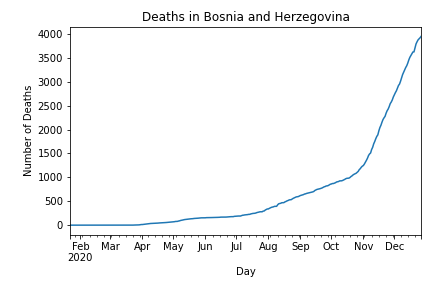 Deaths in Bosnia and Herzegovina
4000
3500
3000
2500
2000
1500
1000
500
0
Number of Deaths
Feb Mar Apr May Jun Jul Aug Sep Oct Nov Dec
2020
Day